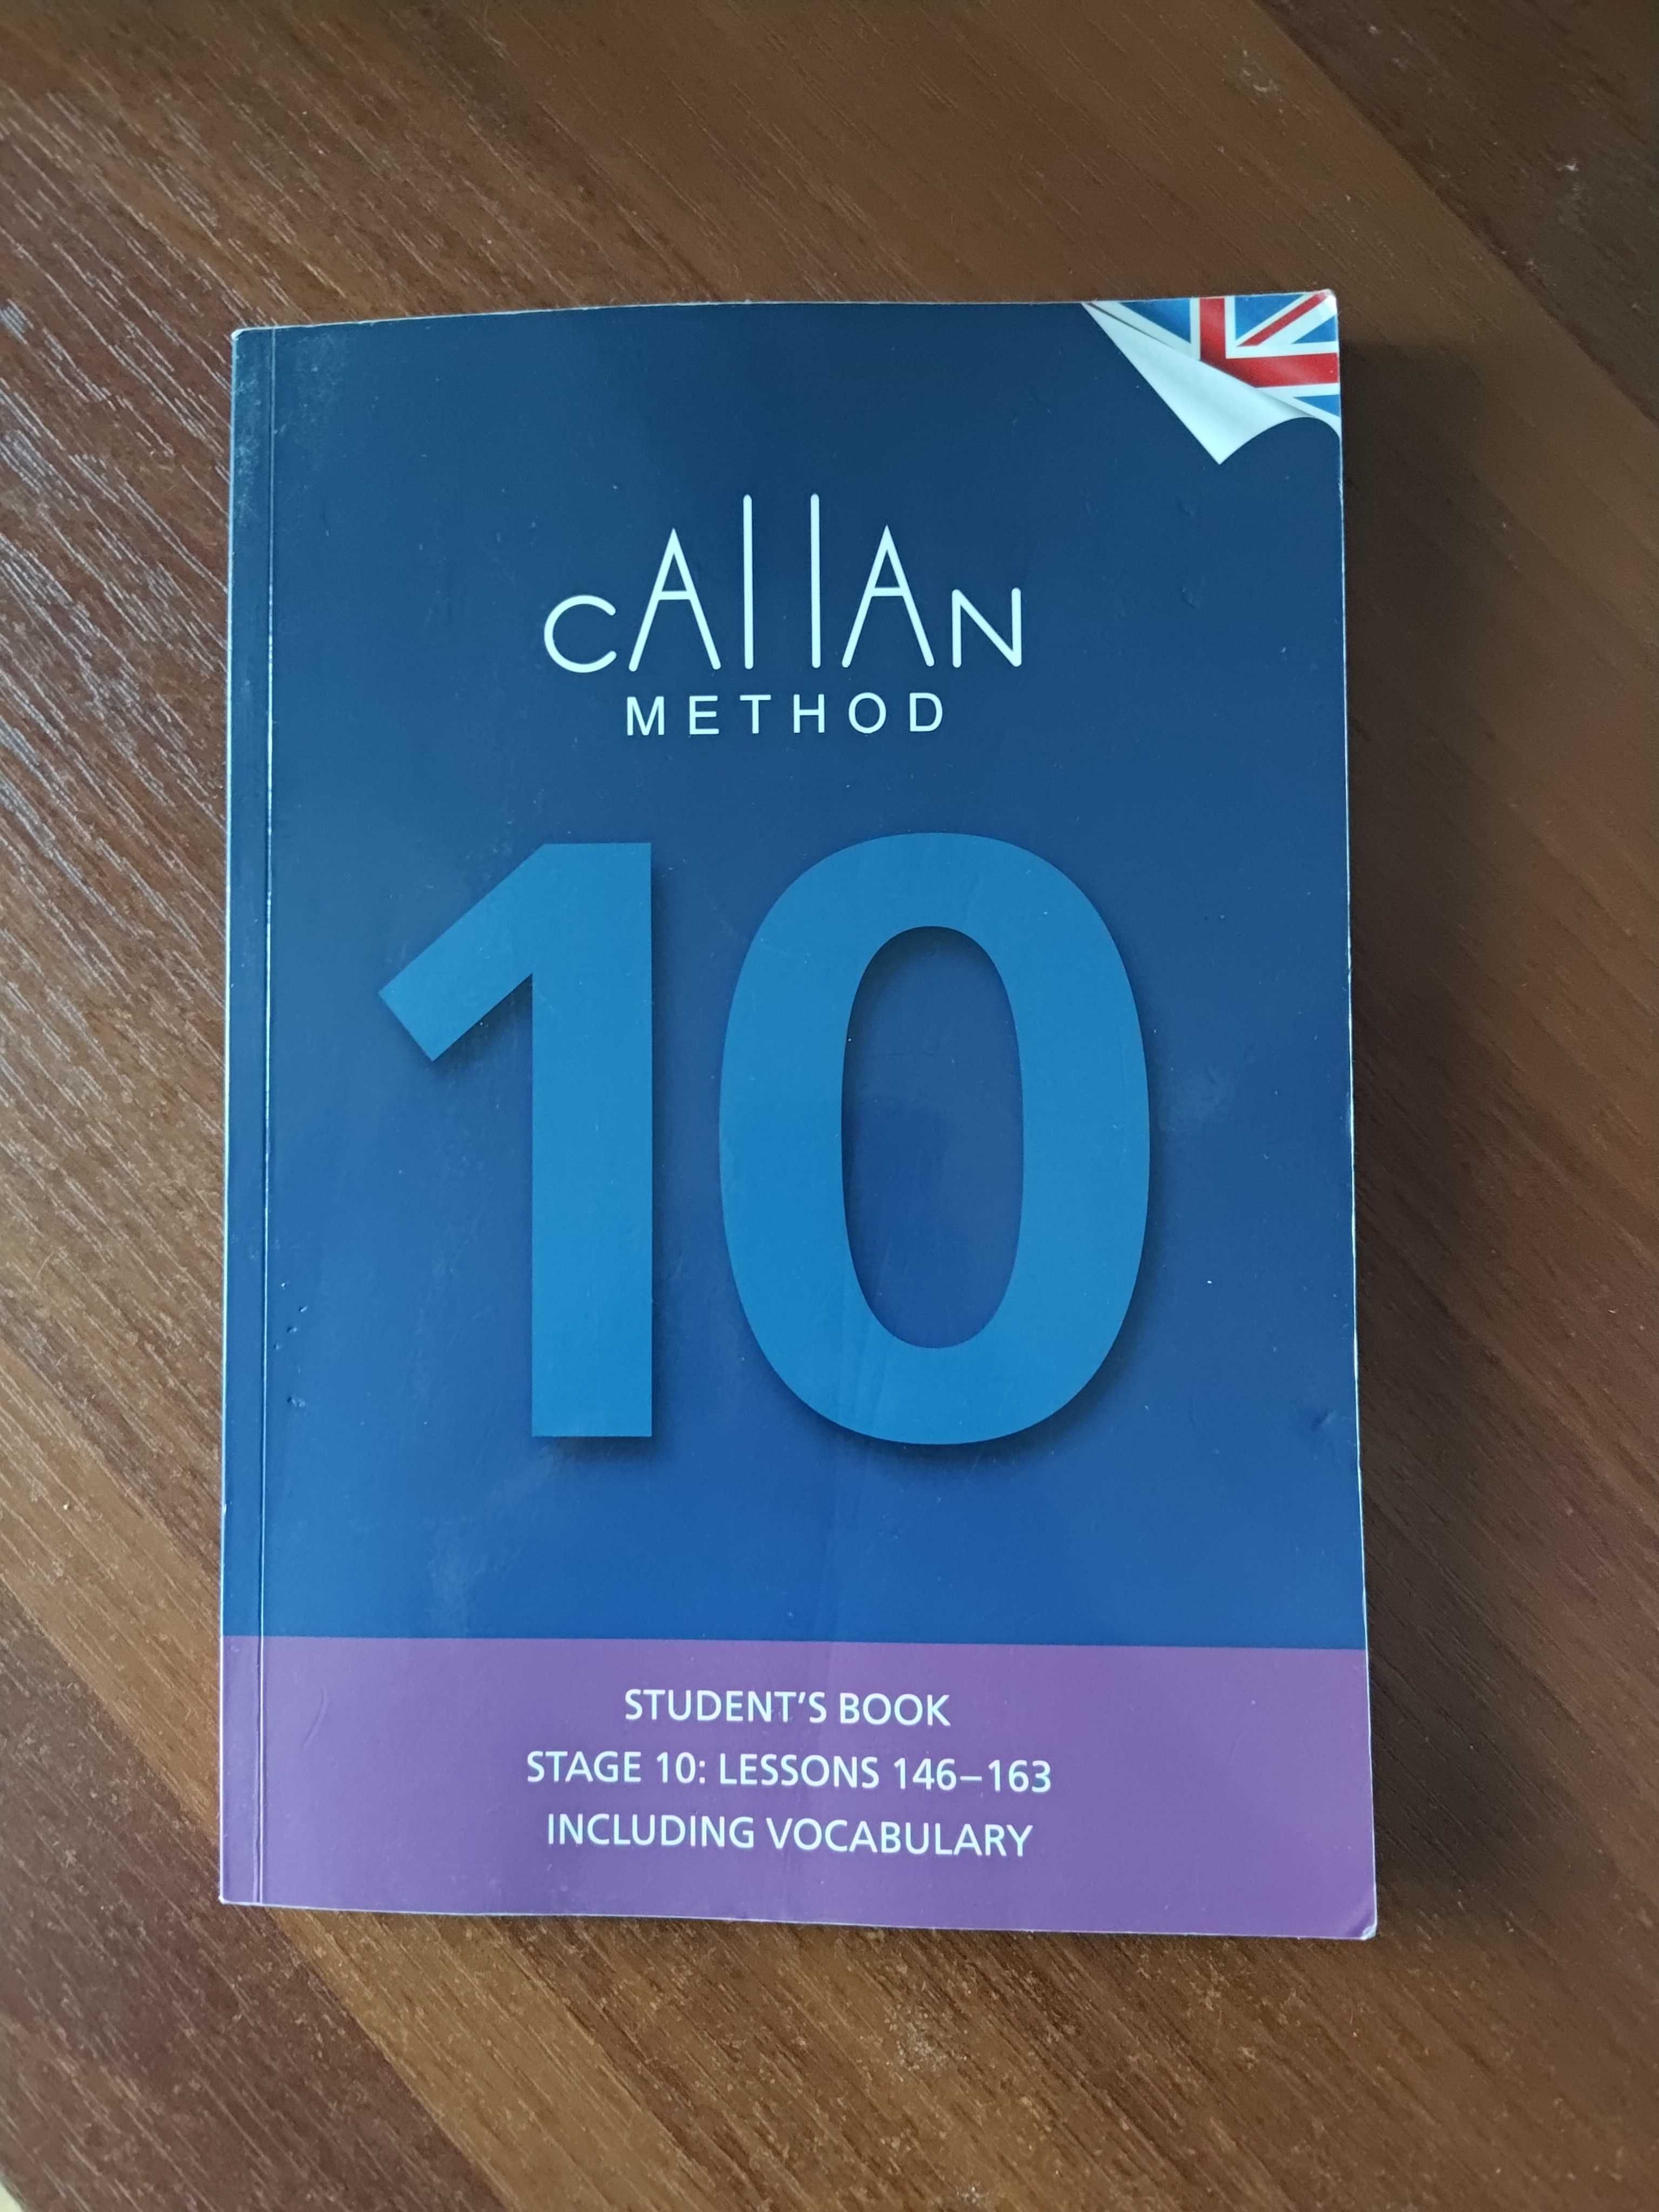 CAllAN
METHOD
10
STUDENT'S BOOK
STAGE 10: LESSONS 146–163
INCLUDING VOCABULARY